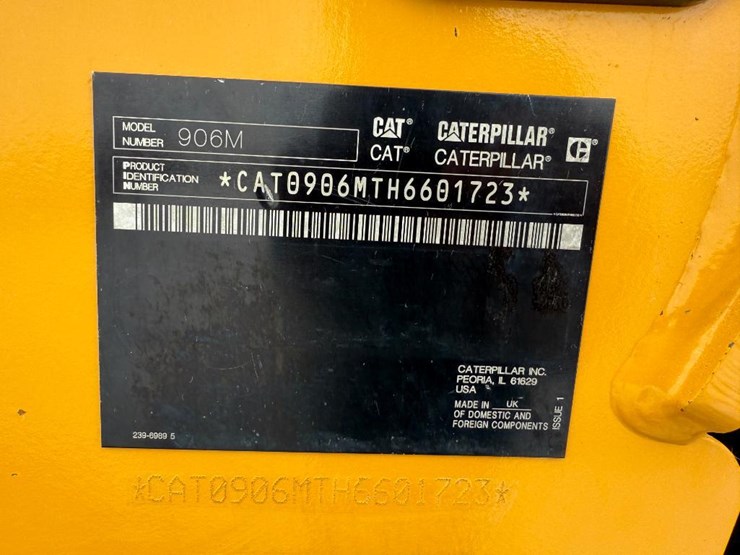 MODEL NUMBER 906M
CAT® CATERPILLAR®
CAT® CATERPILLAR®
PRODUCT IDENTIFICATION NUMBER *CAT0906MTH6601723*
CATERPILLAR INC.
PEORIA, IL 61629
USA
MADE IN UK
OF DOMESTIC AND
FOREIGN COMPONENTS
ISSUE 1
239-6989 5
*CAT0906MTH6601723*